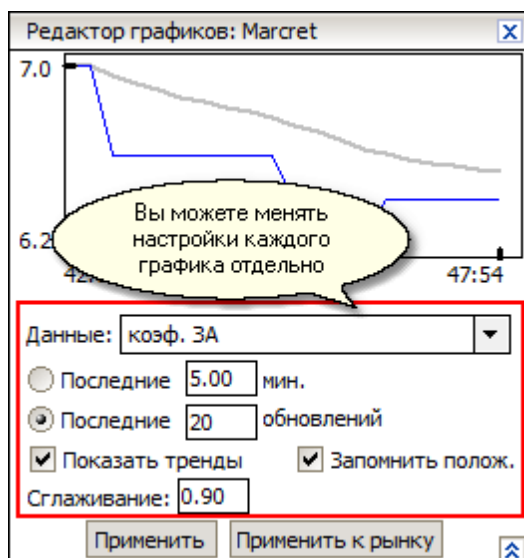 Редактор графиков: Marcret
7.0
Вы можете менять
настройки каждого
графика отдельно
6.2
42:
47:54
Данные: коэф. ЗА
Последние 5.00 мин.
Последние 20 обновлений
Показать тренды Запомнить полож.
Сглаживание: 0.90
Применить Применить к рынку